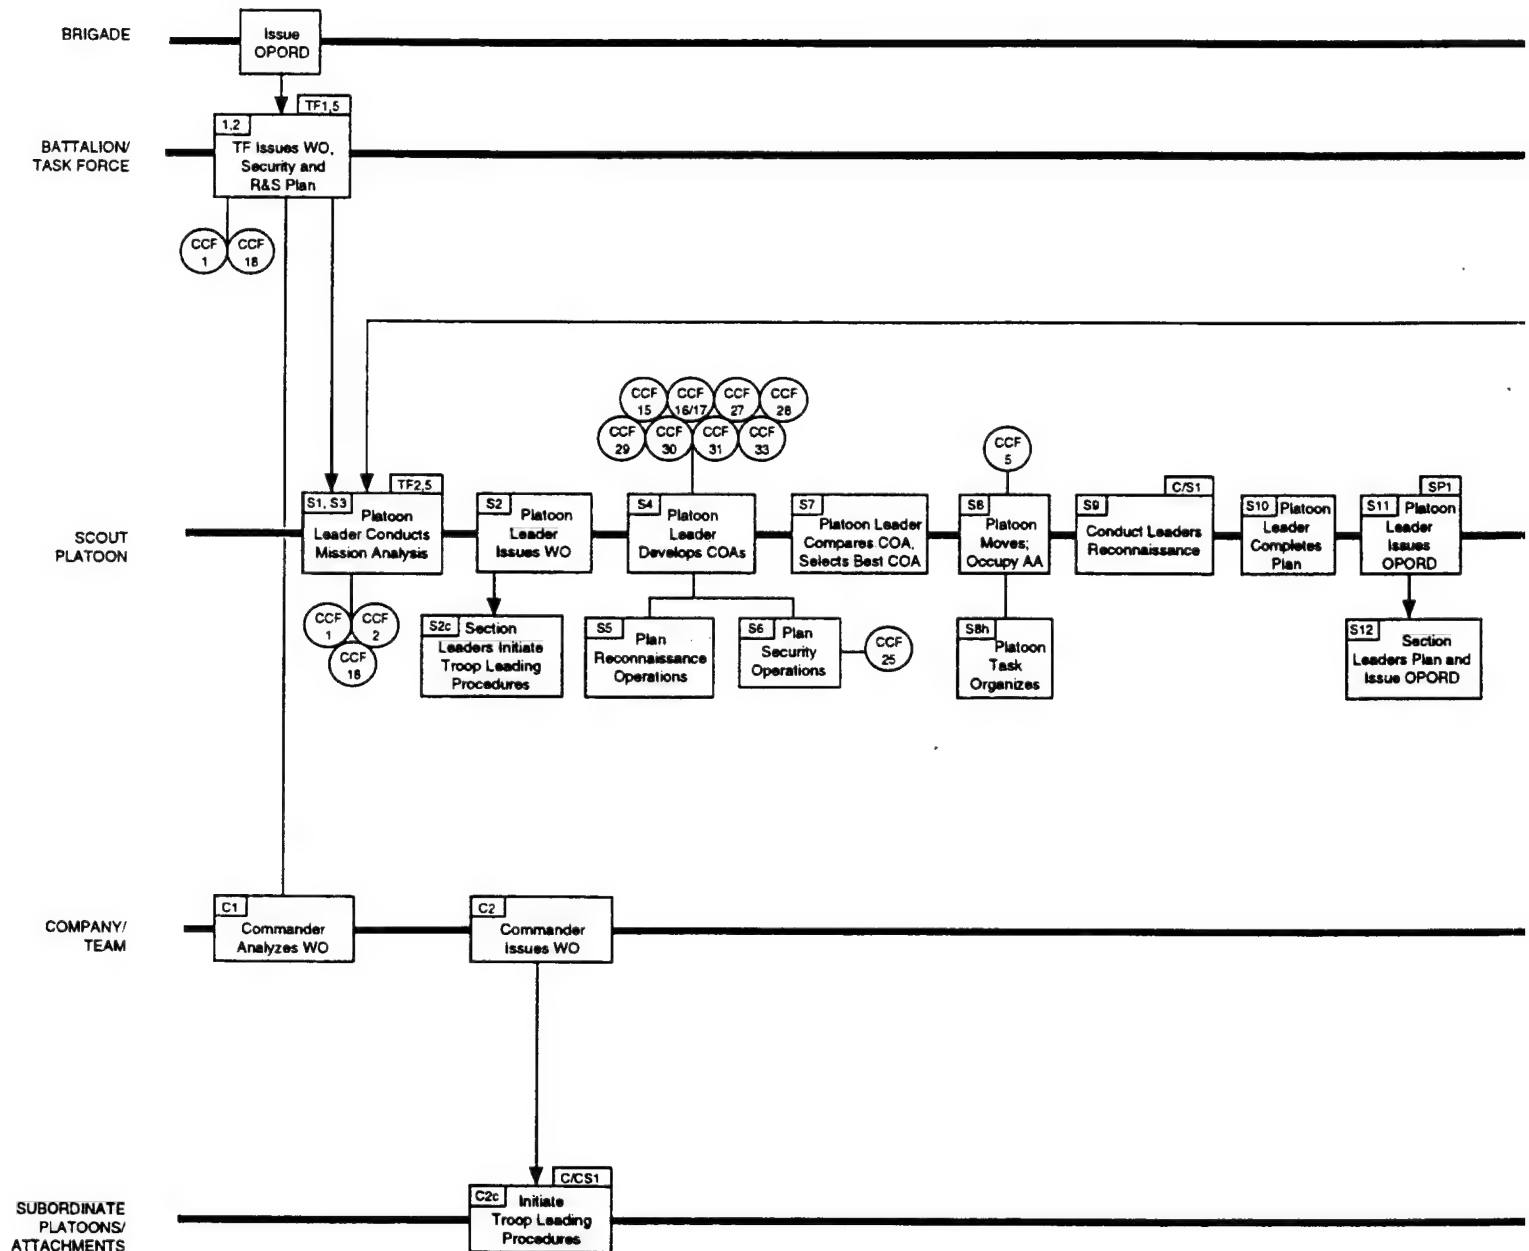 BRIGADE
Issue
OPORD
TF1,5
1,2
BATTALION/
TASK FORCE
TF Issues WO,
Security and
R&S Plan
CCF
1
CCF
18
CCF
15
CCF
16/17
CCF
27
CCF
28
CCF
29
CCF
30
CCF
31
CCF
33
CCF
5
SCOUT
PLATOON
TF2,5
S1, S3
Platoon
Leader Conducts
Mission Analysis
S2
Platoon
Leader
Issues WO
S4
Platoon
Leader
Develops COAs
S7
Platoon Leader
Compares COA,
Selects Best COA
S8
Platoon
Moves;
Occupy AA
C/S1
S9
Conduct Leaders
Reconnaissance
S10
Platoon
Leader
Completes
Plan
SP1
S11
Platoon
Leader
Issues
OPORD
CCF
1
CCF
2
CCF
18
S2c
Section
Leaders Initiate
Troop Leading
Procedures
S5
Plan
Reconnaissance
Operations
S6
Plan
Security
Operations
CCF
25
S8h
Platoon
Task
Organizes
S12
Section
Leaders Plan and
Issue OPORD
COMPANY/
TEAM
C1
Commander
Analyzes WO
C2
Commander
Issues WO
SUBORDINATE
PLATOONS/
ATTACHMENTS
C/CS1
C2c
Initiate
Troop Leading
Procedures